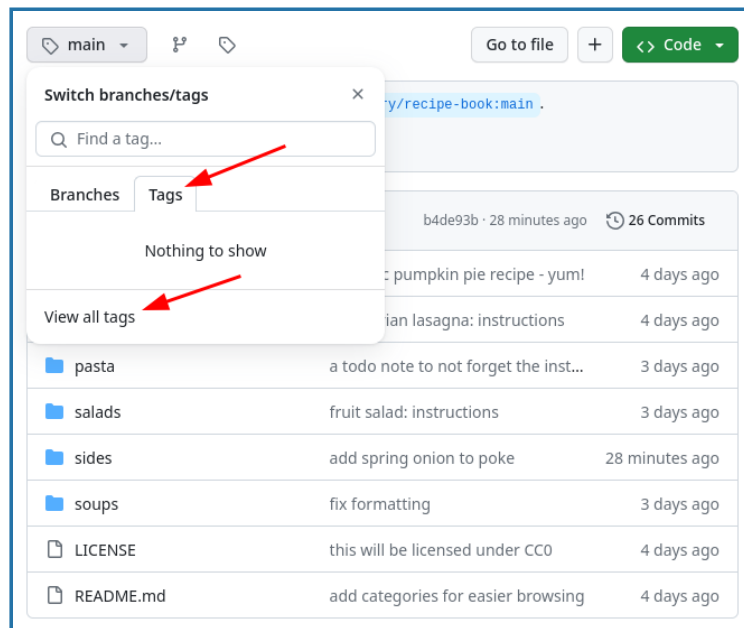 main
Go to file
Code
Switch branches/tags
ry/recipe-book:main .
Find a tag...
Branches Tags
b4de93b · 28 minutes ago 26 Commits
Nothing to show
pumpkin pie recipe - yum! 4 days ago
View all tags
lasagna: instructions 4 days ago
pasta a todo note to not forget the inst... 3 days ago
salads fruit salad: instructions 3 days ago
sides add spring onion to poke 28 minutes ago
soups fix formatting 3 days ago
LICENSE this will be licensed under CC0 4 days ago
README.md add categories for easier browsing 4 days ago